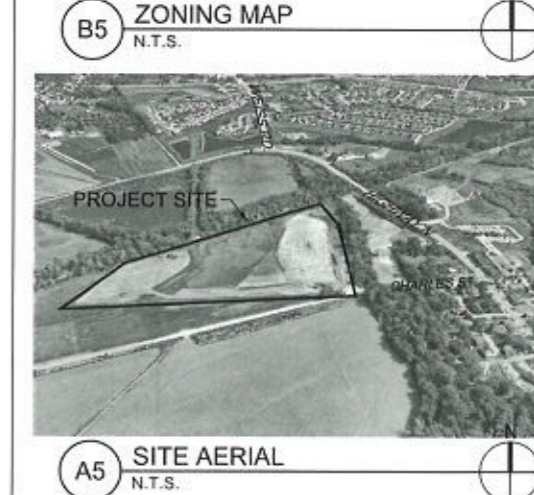 B5
ZONING MAP
N.T.S.
PROJECT SITE
CHARLES ST
N
A5
SITE AERIAL
N.T.S.